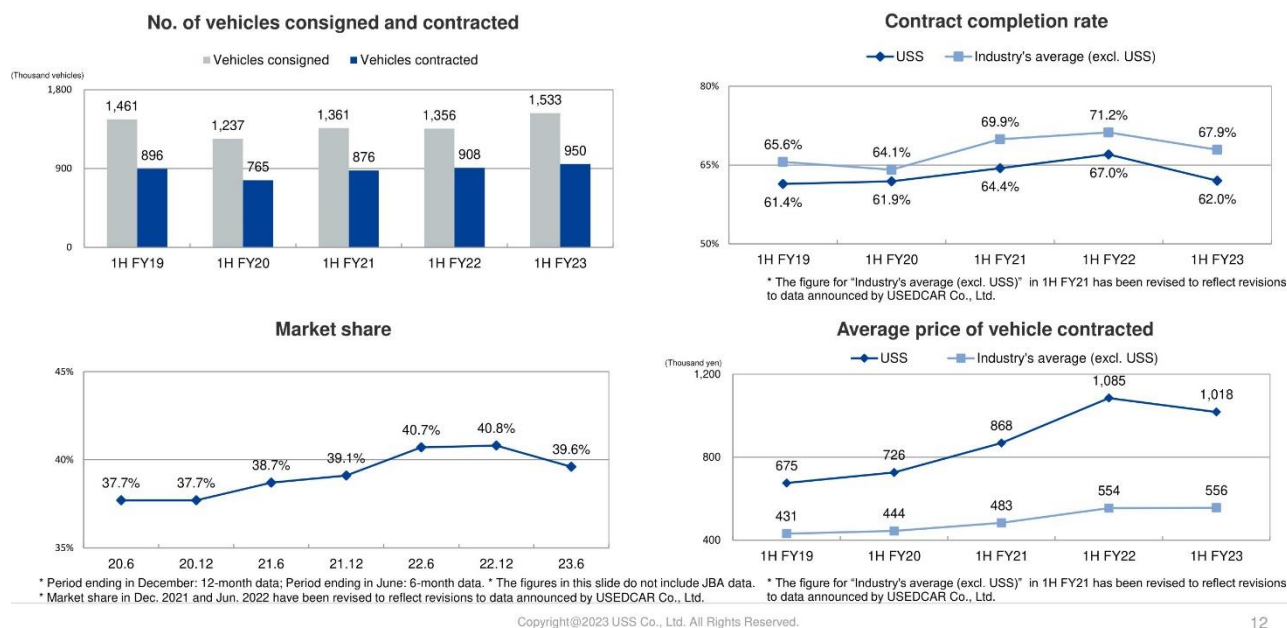 No. of vehicles consigned and contracted
Vehicles consigned Vehicles contracted
(Thousand vehicles)
1,800
900
0
1,461
896
1,237
765
1,361
876
1,356
908
1,533
950
1H FY19 1H FY20 1H FY21 1H FY22 1H FY23
Contract completion rate
USS Industry's average (excl. USS)
80%
65%
50%
65.6% 64.1% 69.9% 71.2% 67.9%
61.4% 61.9% 64.4% 67.0% 62.0%
1H FY19 1H FY20 1H FY21 1H FY22 1H FY23
* The figure for “Industry's average (excl. USS)” in 1H FY21 has been revised to reflect revisions
to data announced by USEDCAR Co., Ltd.
Market share
45%
40%
35%
37.7% 37.7% 38.7% 39.1% 40.7% 40.8% 39.6%
20.6 20.12 21.6 21.12 22.6 22.12 23.6
* Period ending in December: 12-month data; Period ending in June: 6-month data. * The figures in this slide do not include JBA data.
* Market share in Dec. 2021 and Jun. 2022 have been revised to reflect revisions to data announced by USEDCAR Co., Ltd.
Average price of vehicle contracted
USS Industry's average (excl. USS)
(Thousand yen)
1,200
800
400
675 726 868 1,085 1,018
431 444 483 554 556
1H FY19 1H FY20 1H FY21 1H FY22 1H FY23
* The figure for “Industry's average (excl. USS)” in 1H FY21 has been revised to reflect revisions
to data announced by USEDCAR Co., Ltd.
Copyright@2023 USS Co., Ltd. All Rights Reserved.
12